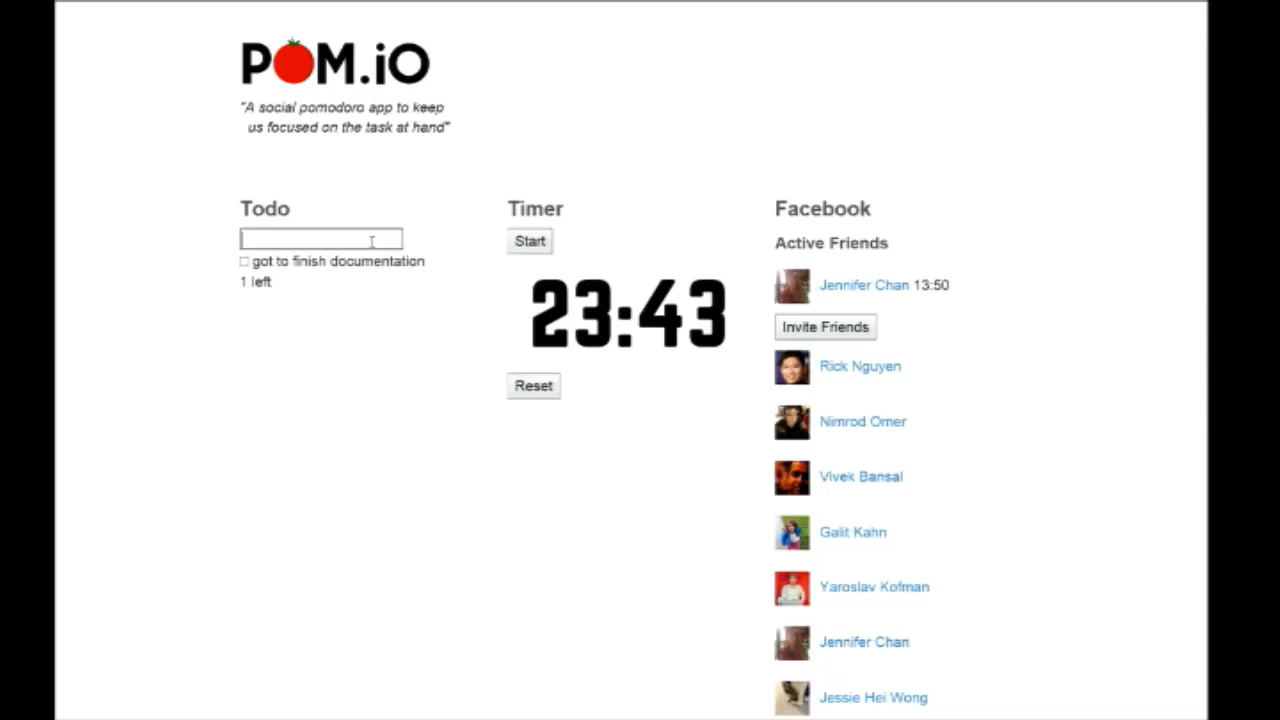 POM.iO
"A social pomodoro app to keep
us focused on the task at hand"
Todo
got to finish documentation
1 left
Timer
Start
23:43
Reset
Facebook
Active Friends
Jennifer Chan 13:50
Invite Friends
Rick Nguyen
Nimrod Omer
Vivek Bansal
Galit Kahn
Yaroslav Kofman
Jennifer Chan
Jessie Hei Wong